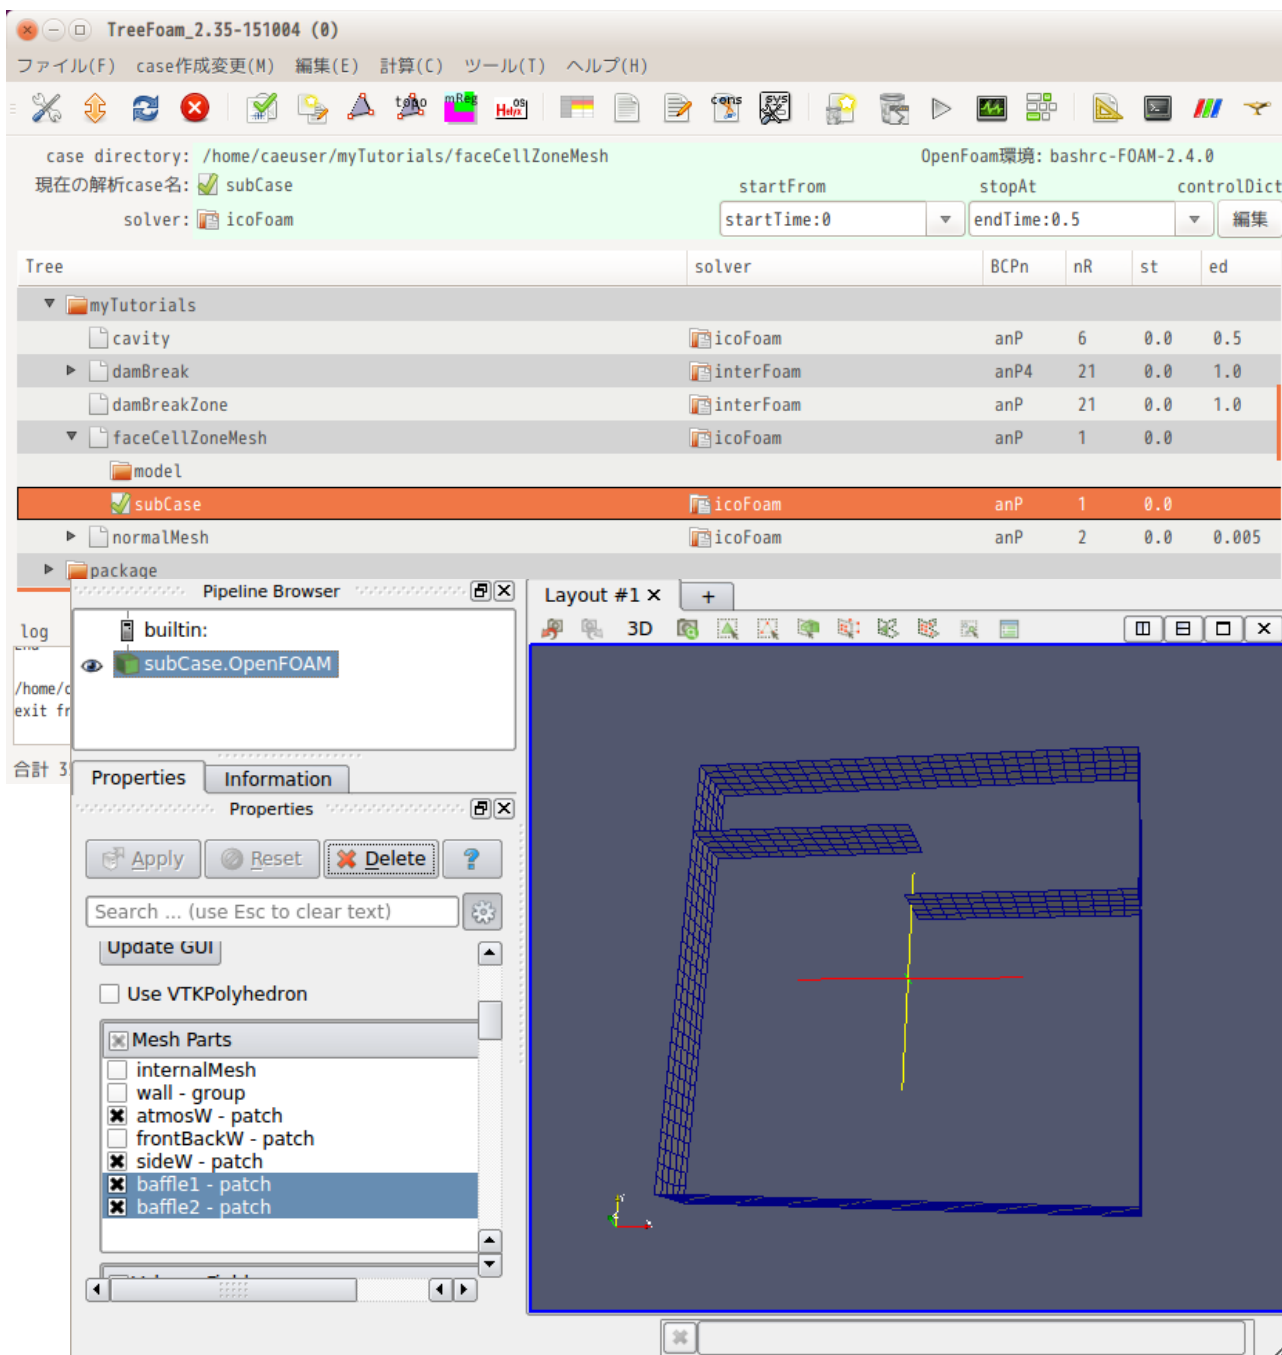 TreeFoam_2.35-151004 (0)
ファイル(F) case作成変更(M) 編集(E) 計算(C) ツール(T) ヘルプ(H)
topo mReg Helyx OS cons sys
case directory: /home/caeuser/myTutorials/faceCellZoneMesh OpenFoam環境: bashrc-FOAM-2.4.0
現在の解析case名: subCase startFrom stopAt controlDict
solver: icoFoam startTime:0 endTime:0.5 編集
Tree solver BCPn nR st ed
myTutorials
cavity icoFoam anP 6 0.0 0.5
damBreak interFoam anP4 21 0.0 1.0
damBreakZone interFoam anP 21 0.0 1.0
faceCellZoneMesh icoFoam anP 1 0.0
model
subCase icoFoam anP 1 0.0
normalMesh icoFoam anP 2 0.0 0.005
package
Pipeline Browser
Layout #1 +
log
builtin:
3D
End
subCase.OpenFOAM
/home/c
exit fr
合計 3
Properties Information
Properties
Apply Reset Delete ?
Search ... (use Esc to clear text)
Update GUI
Use VTKPolyhedron
Mesh Parts
internalMesh
wall - group
atmosW - patch
frontBackW - patch
sideW - patch
baffle1 - patch
baffle2 - patch